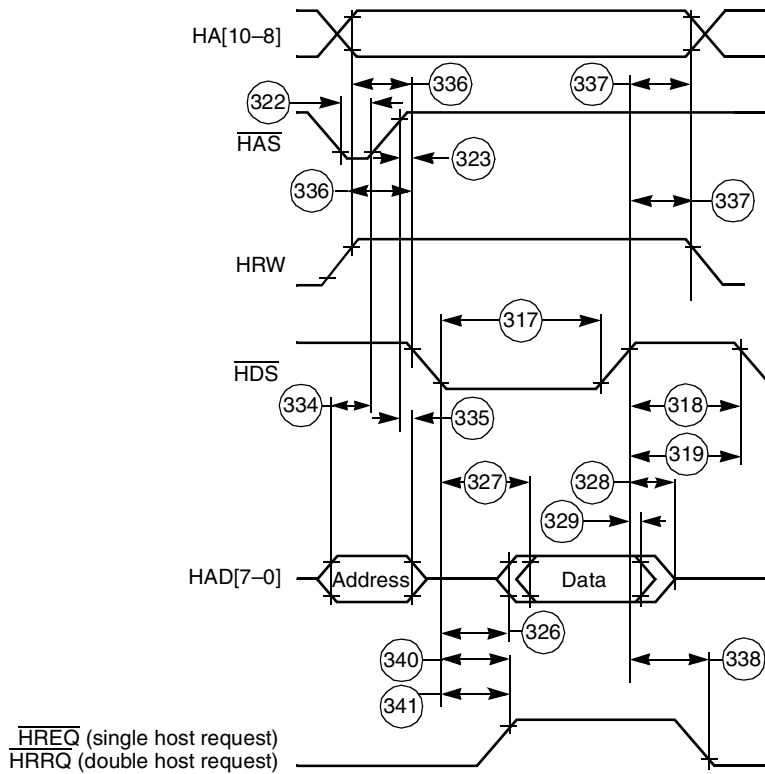 HA[10–8]
336
337
322
HAS
323
336
337
HRW
317
HDS
334
335
318
319
327
328
329
HAD[7–0]
Address
Data
326
340
338
341
HREQ (single host request)
HRRQ (double host request)